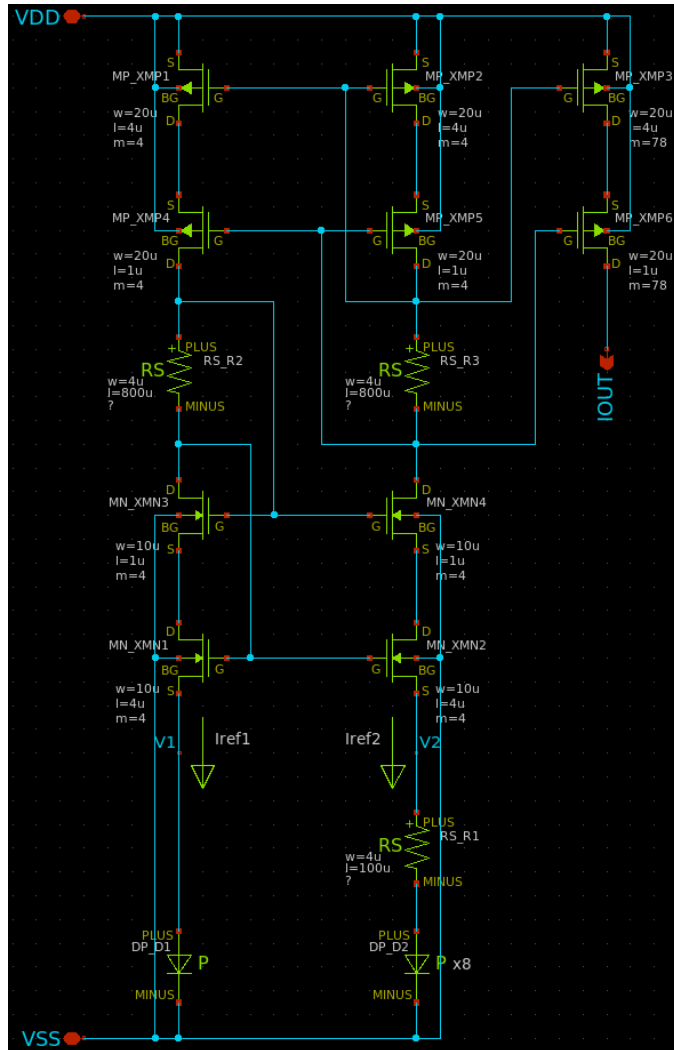 VDD
S
S
S
MP_XMP1
MP_XMP2
MP_XMP3
BG
G
G
BG
G
BG
w=20u
l=4u
m=4
w=20u
l=4u
m=4
w=20u
l=4u
m=78
D
D
D
S
S
S
MP_XMP4
MP_XMP5
MP_XMP6
BG
G
G
BG
G
BG
w=20u
l=1u
m=4
w=20u
l=1u
m=4
w=20u
l=1u
m=78
D
D
D
+ PLUS
RS_R2
RS
w=4u
l=800u
?
MINUS
+ PLUS
RS_R3
RS
w=4u
l=800u
?
MINUS
IOUT
D
D
MN_XMN3
MN_XMN4
BG
G
G
BG
w=10u
l=1u
m=4
w=10u
l=1u
m=4
S
S
D
D
MN_XMN1
MN_XMN2
BG
G
G
BG
w=10u
l=4u
m=4
w=10u
l=4u
m=4
S
S
V1
Iref1
Iref2
V2
+ PLUS
RS_R1
RS
w=4u
l=100u
?
MINUS
PLUS
DP_D1
P
MINUS
PLUS
DP_D2
P
x8
MINUS
VSS